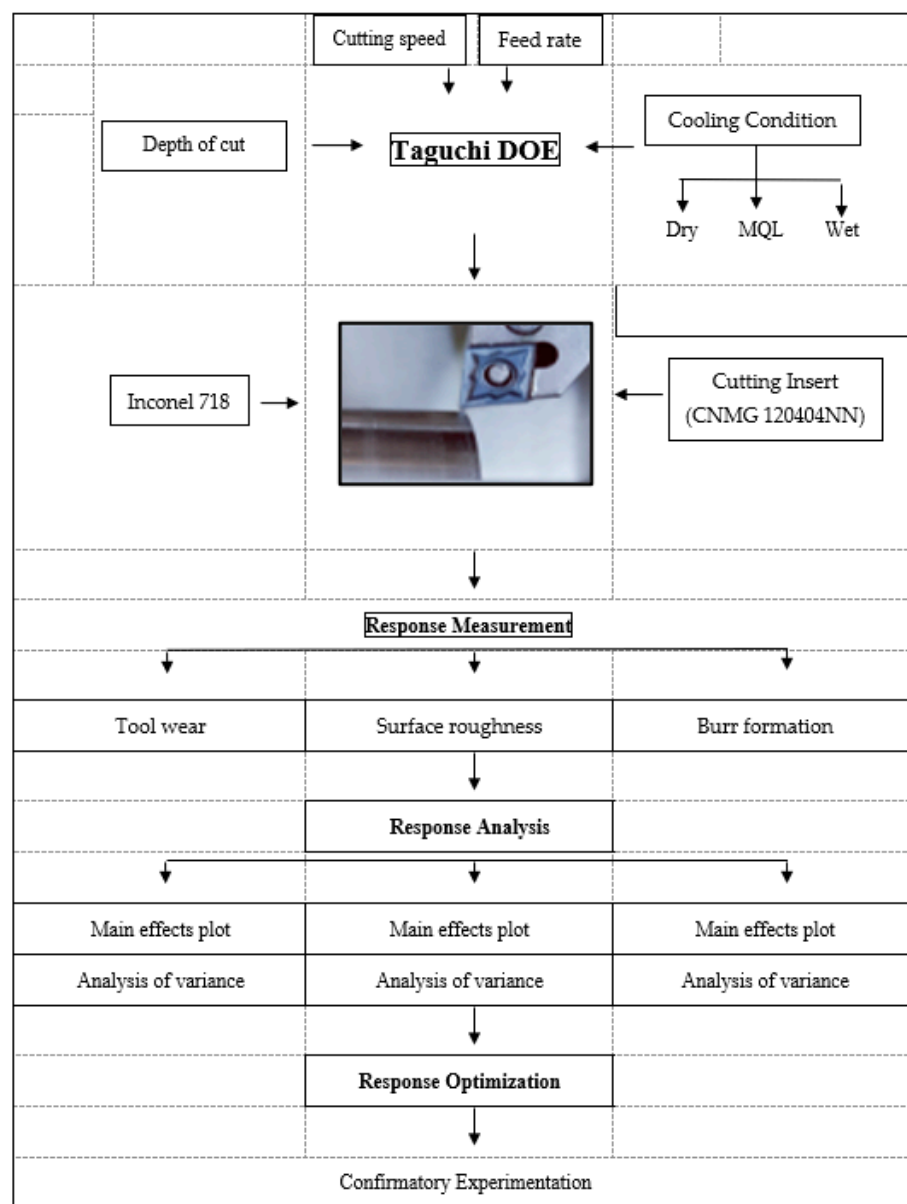 Cutting speed
Feed rate
Depth of cut
Taguchi DOE
Cooling Condition
Dry
MQL
Wet
Inconel 718
Cutting Insert
(CNMG 120404NN)
Response Measurement
Tool wear
Surface roughness
Burr formation
Response Analysis
Main effects plot
Main effects plot
Main effects plot
Analysis of variance
Analysis of variance
Analysis of variance
Response Optimization
Confirmatory Experimentation